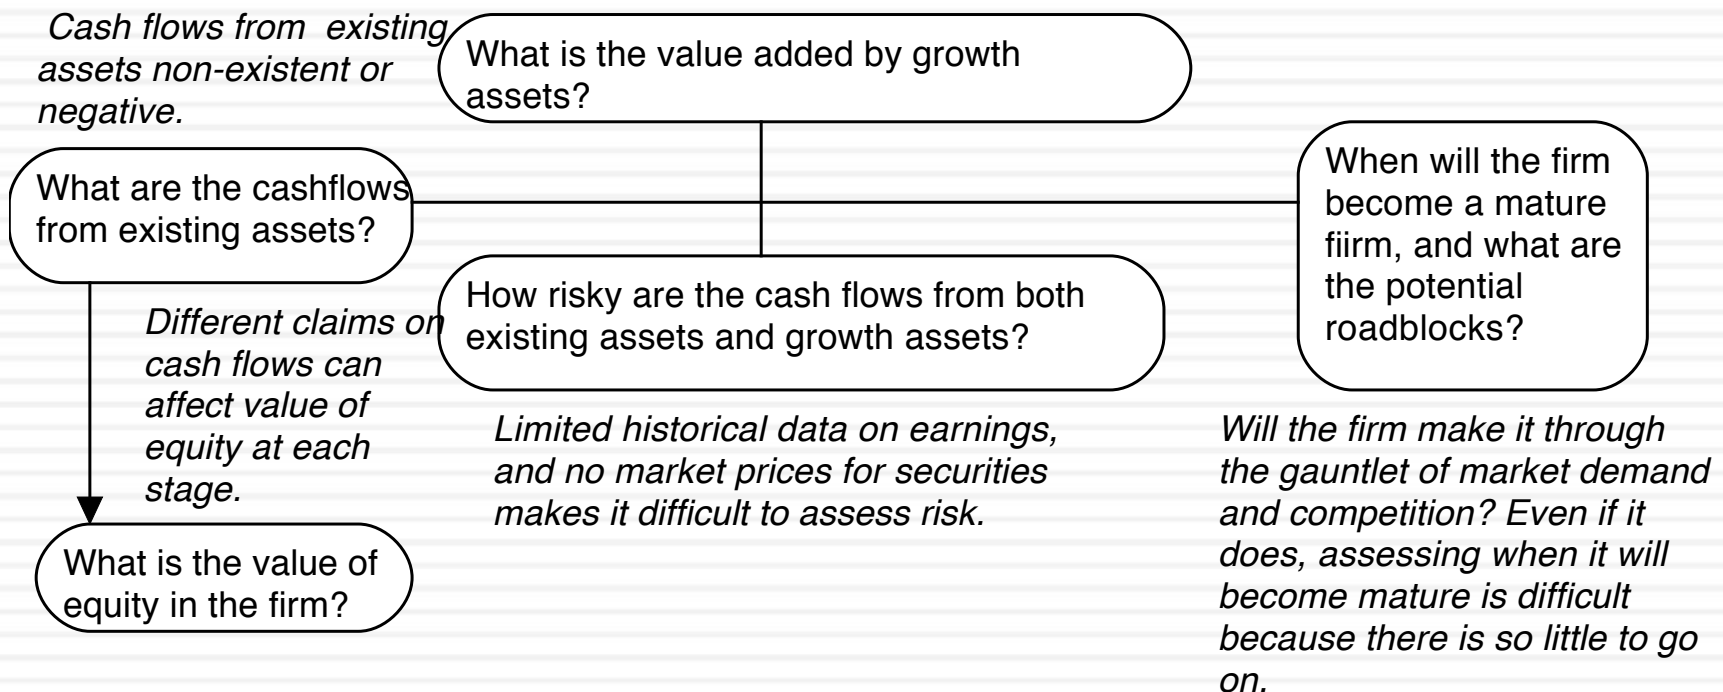 Cash flows from  existing
assets non-existent or
negative.
What is the value added by growth
assets?
What are the cashflows
from existing assets?
When will the firm
become a mature
fiirm, and what are
the potential
roadblocks?
Different claims on
cash flows can
affect value of
equity at each
stage.
How risky are the cash flows from both
existing assets and growth assets?
Limited historical data on earnings,
and no market prices for securities
makes it difficult to assess risk.
Will the firm make it through
the gauntlet of market demand
and competition? Even if it
does, assessing when it will
become mature is difficult
because there is so little to go
on.
What is the value of
equity in the firm?